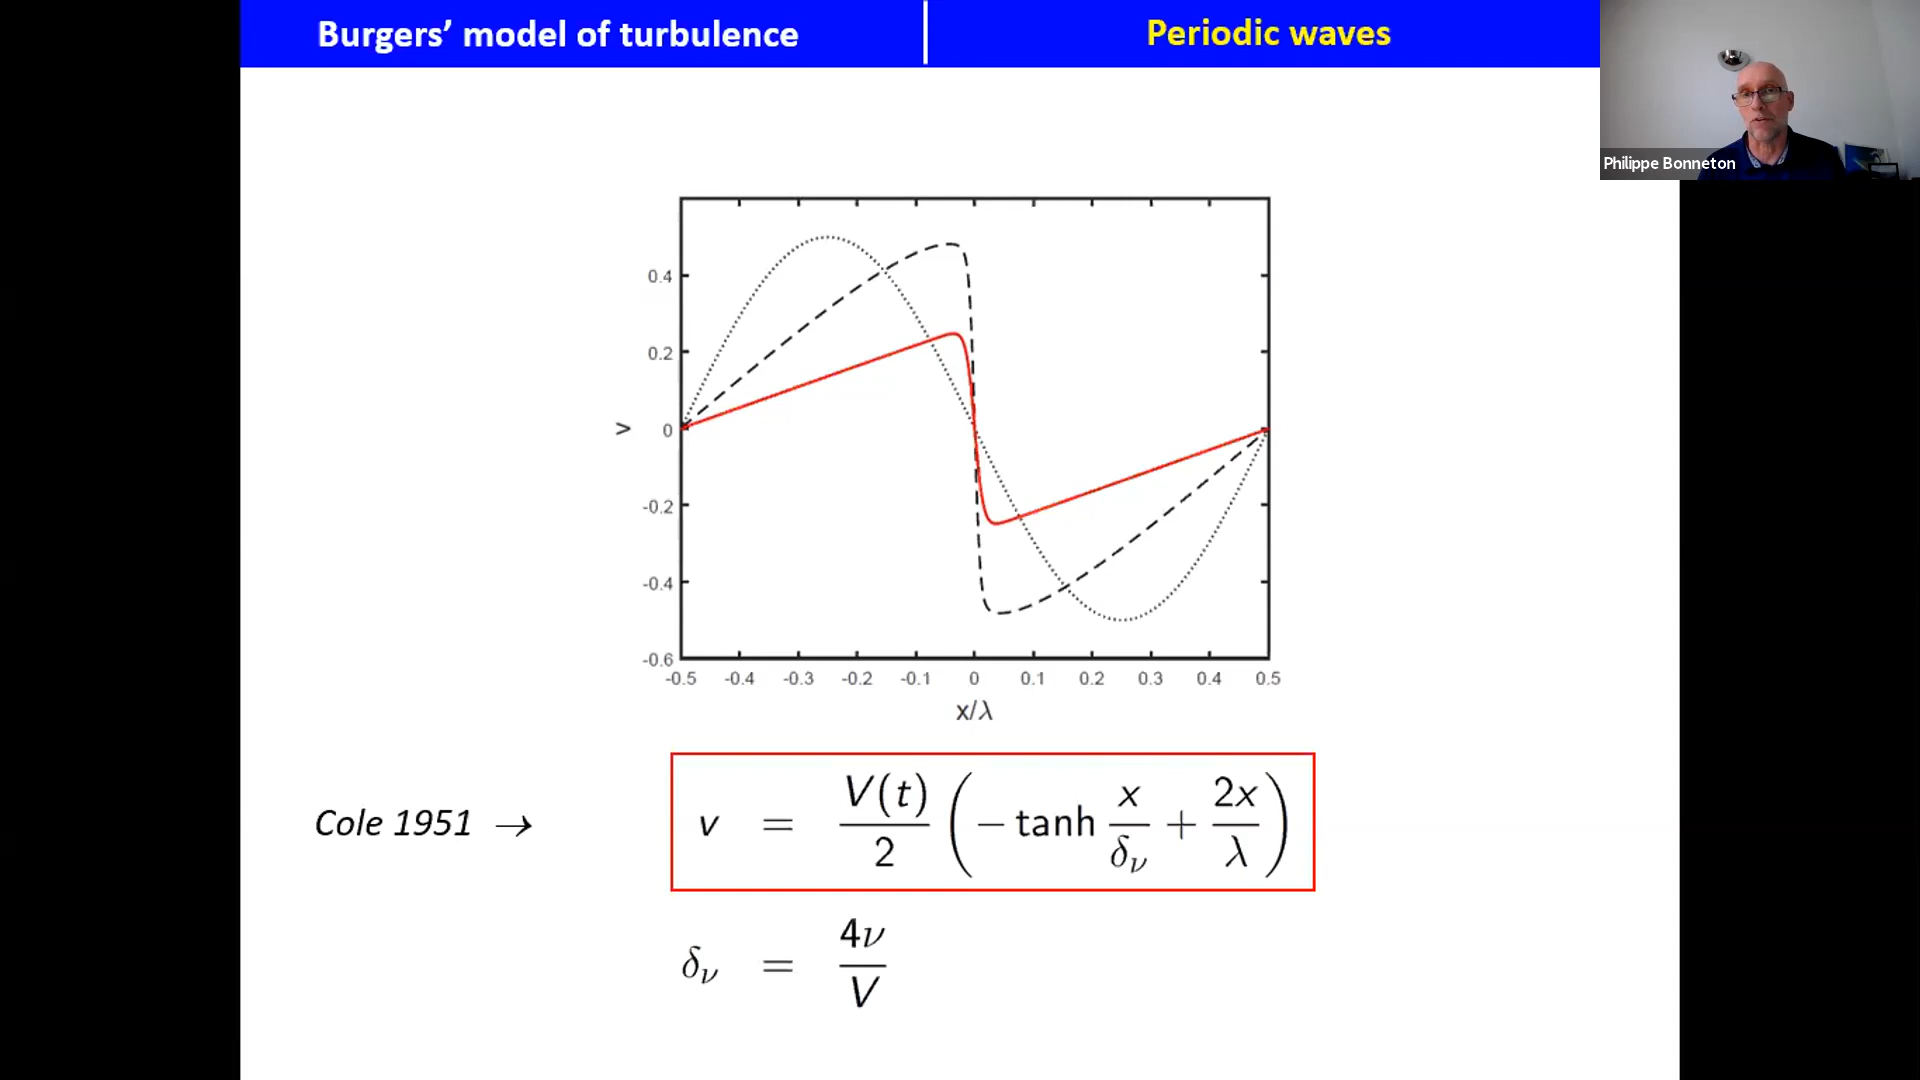 Burgers’ model of turbulence
Periodic waves
Philippe Bonneton
0.4
0.2
0
-0.2
-0.4
-0.6
v
-0.5 -0.4 -0.3 -0.2 -0.1 0 0.1 0.2 0.3 0.4 0.5
x/λ
Cole 1951 → v = V(t)/2 ( − tanh x/δ_ν + 2x/λ )
δ_ν = 4ν/V